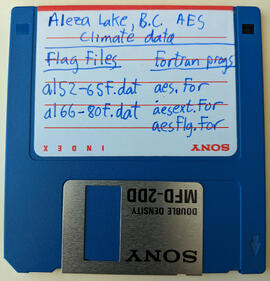 Aleza Lake, B.C. AES
Climate data
Flag Files Fortran progs
al52-65f.dat aes.for
al66-80f.dat aesext.for
aesflg.for
INDEX SONY
DOUBLE DENSITY
MFD-2DD
SONY